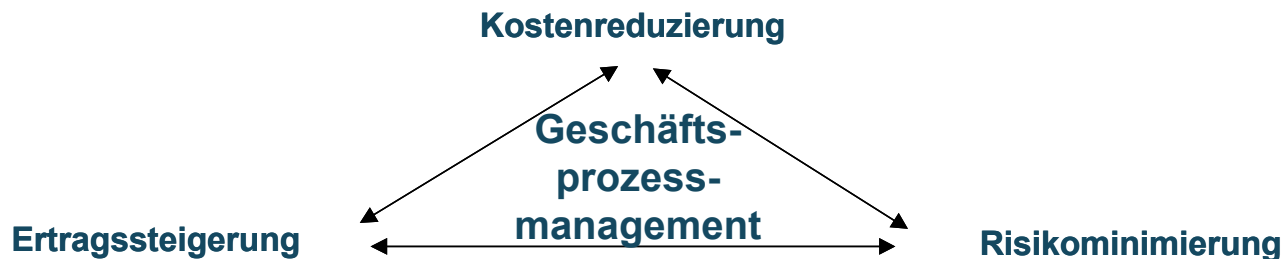 Kostenreduzierung
Geschäfts-
prozess-
management
Ertragssteigerung
Risikominimierung